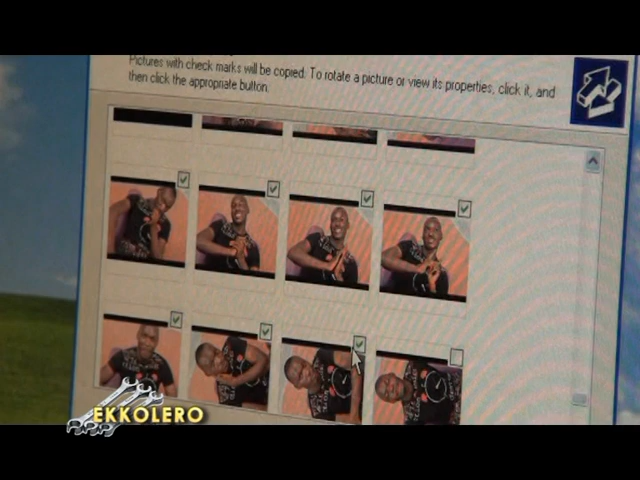 Pictures with check marks will be copied. To rotate a picture or view its properties, click it, and
then click the appropriate button.
EKKOLERO